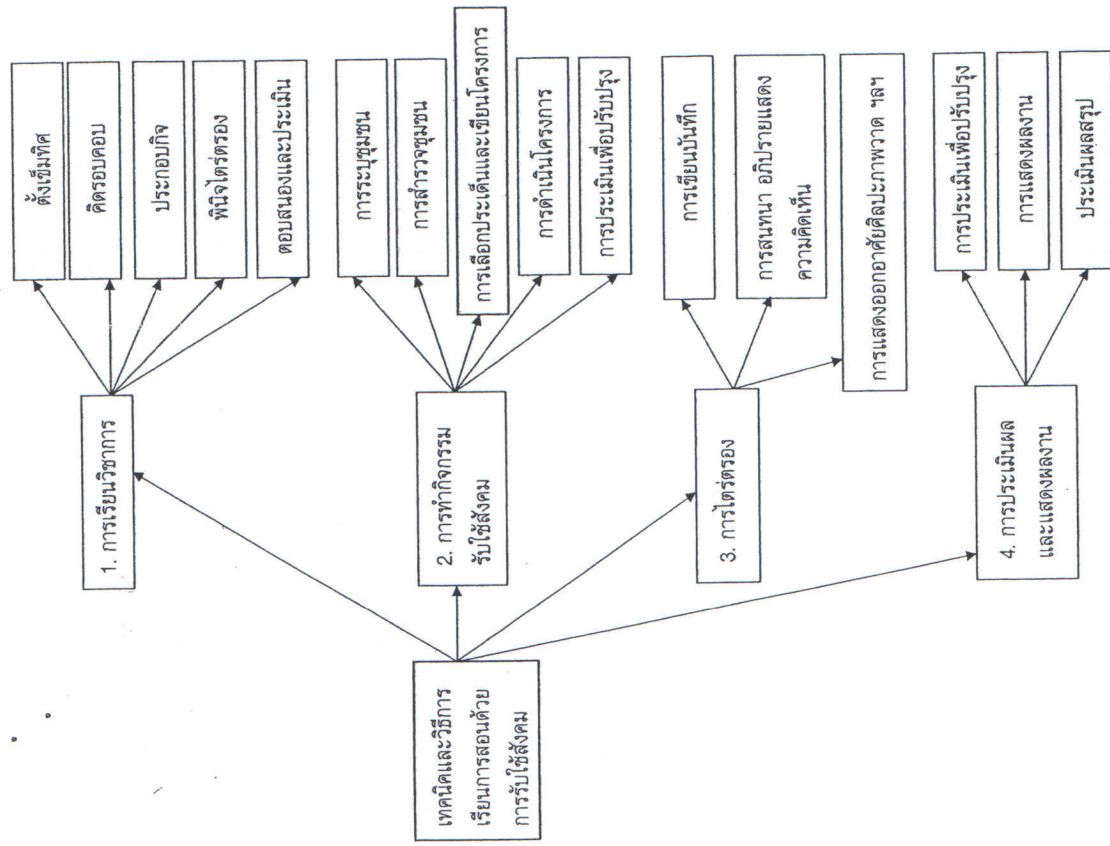 เทคนิคและวิธีการ
เรียนการสอนด้วย
การรับใช้สังคม
1. การเรียนวิชาการ
ตั้งเข็มทิศ
คิดรอบคอบ
ประกอบกิจ
พินิจไตร่ตรอง
ตอบสนองและประเมิน
2. การทำกิจกรรม
รับใช้สังคม
การระบุชุมชน
การสำรวจชุมชน
การเลือกประเด็นและเขียนโครงการ
การดำเนินโครงการ
การประเมินเพื่อปรับปรุง
3. การไตร่ตรอง
การเขียนบันทึก
การสนทนา อภิปรายแสดง
ความคิดเห็น
การแสดงออกอาศัยศิลปะภาพวาด ฯลฯ
4. การประเมินผล
และแสดงผลงาน
การประเมินเพื่อปรับปรุง
การแสดงผลงาน
ประเมินผลสรุป